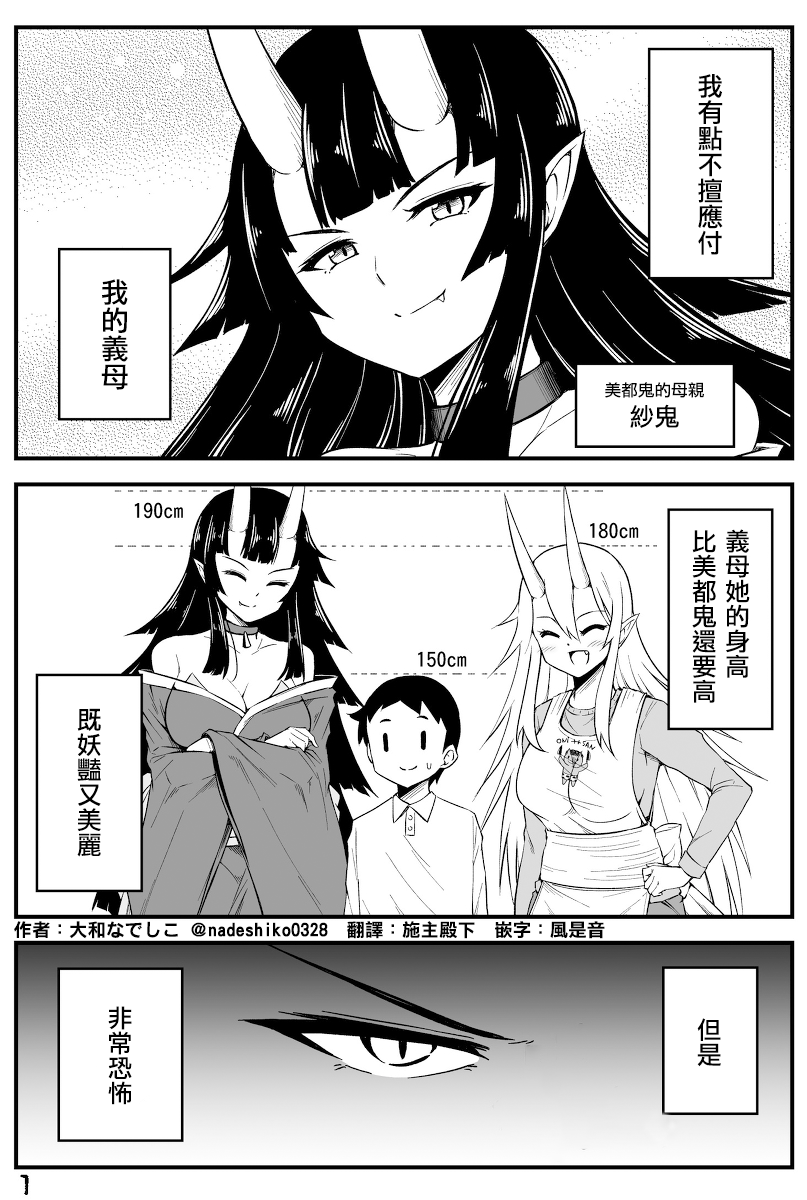 我有點不擅應付
我的義母
美都鬼的母親
紗鬼
190cm
180cm
150cm
義母她的身高
比美都鬼還要高
既妖豔又美麗
ONI ++ SAN
作者：大和なでしこ @nadeshiko0328 翻譯：施主殿下 嵌字：風是音
但是
非常恐怖
1